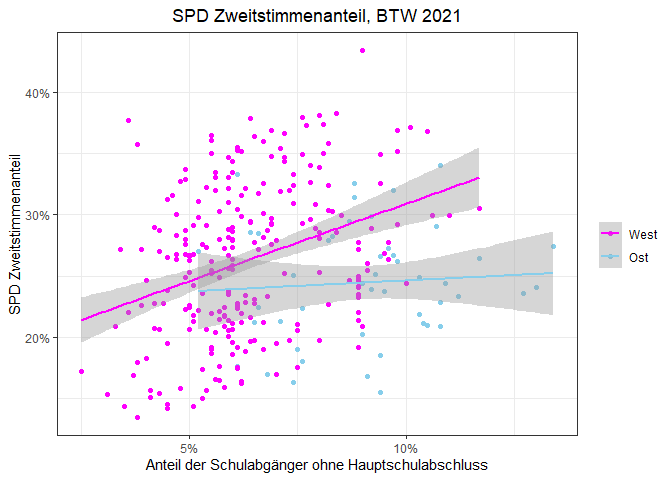 SPD Zweitstimmenanteil, BTW 2021
SPD Zweitstimmenanteil
40%
30%
20%
5%
10%
Anteil der Schulabgänger ohne Hauptschulabschluss
West
Ost